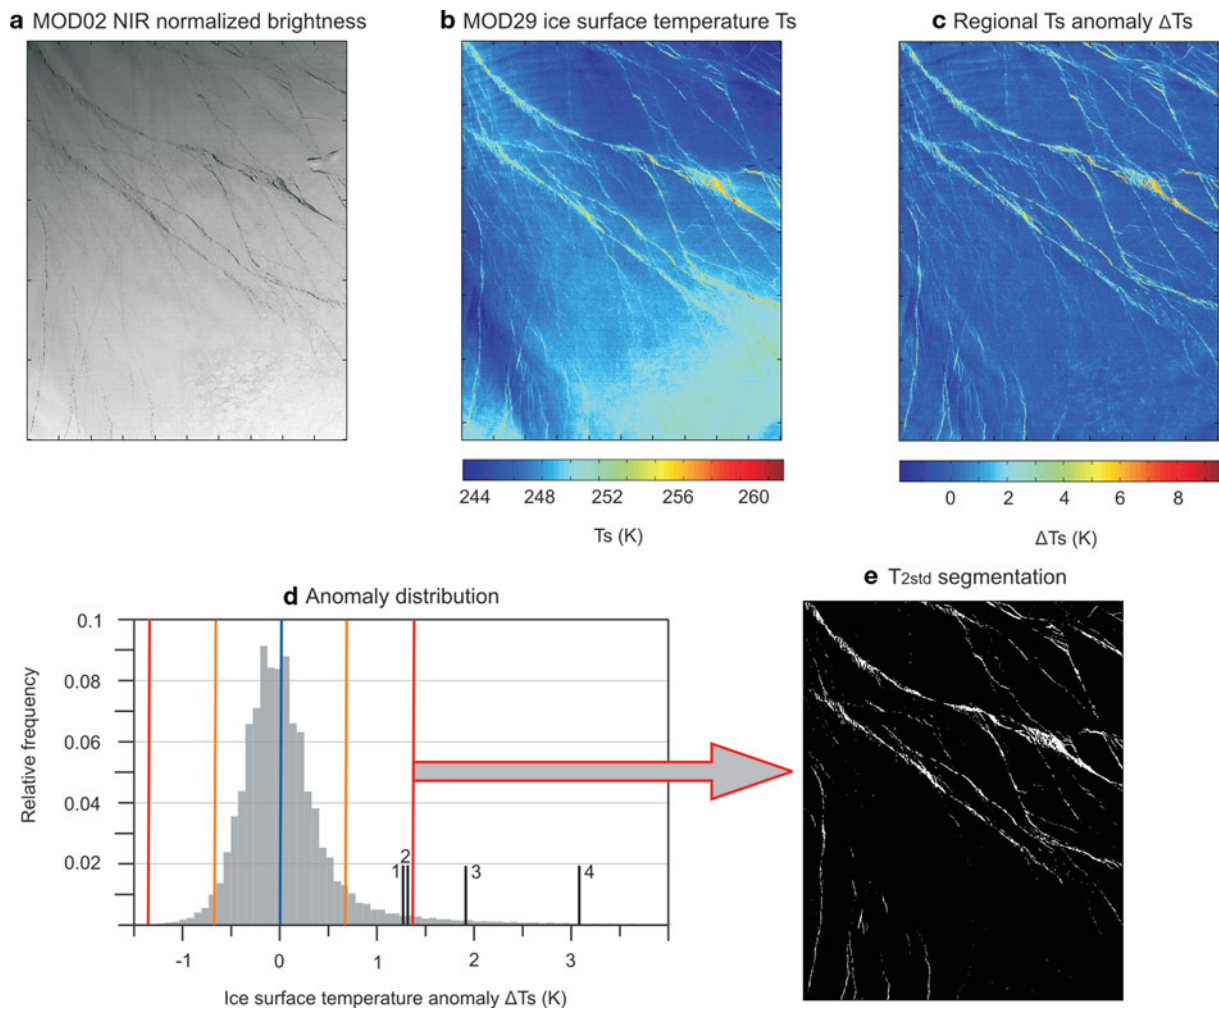 a MOD02 NIR normalized brightness
b MOD29 ice surface temperature Ts
c Regional Ts anomaly ΔTs
244 248 252 256 260
Ts (K)
0 2 4 6 8
ΔTs (K)
d Anomaly distribution
e T2std segmentation
0.1
0.08
0.06
0.04
0.02
Relative frequency
1 2 3 4
-1 0 1 2 3
Ice surface temperature anomaly ΔTs (K)